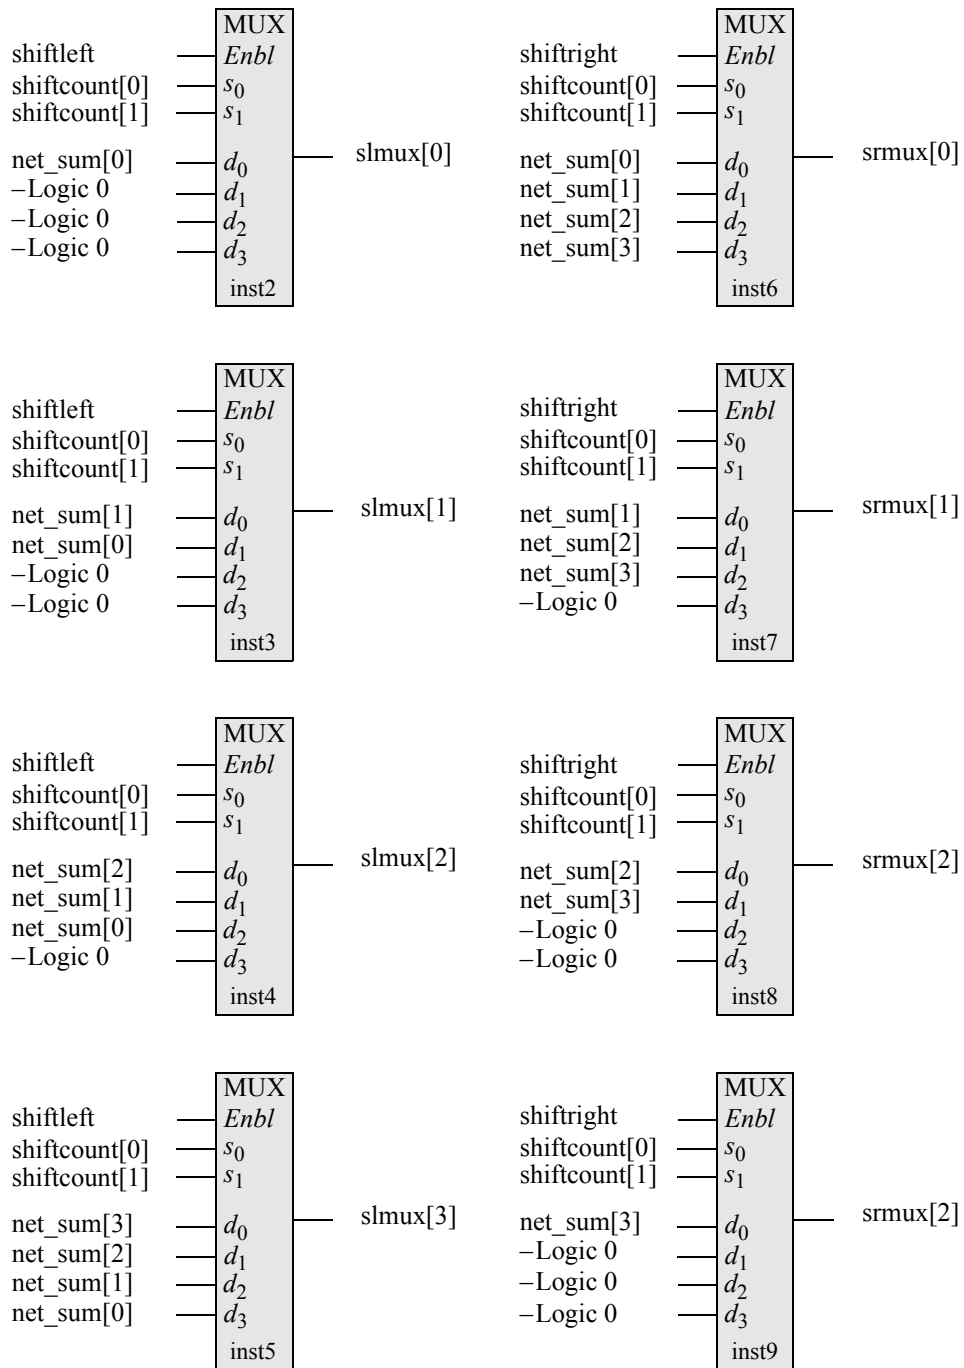 MUX
shiftleft Enbl
shiftcount[0] s0
shiftcount[1] s1
slmux[0]
net_sum[0] d0
–Logic 0 d1
–Logic 0 d2
–Logic 0 d3
inst2
MUX
shiftright Enbl
shiftcount[0] s0
shiftcount[1] s1
srmux[0]
net_sum[0] d0
net_sum[1] d1
net_sum[2] d2
net_sum[3] d3
inst6
MUX
shiftleft Enbl
shiftcount[0] s0
shiftcount[1] s1
slmux[1]
net_sum[1] d0
net_sum[0] d1
–Logic 0 d2
–Logic 0 d3
inst3
MUX
shiftright Enbl
shiftcount[0] s0
shiftcount[1] s1
srmux[1]
net_sum[1] d0
net_sum[2] d1
net_sum[3] d2
–Logic 0 d3
inst7
MUX
shiftleft Enbl
shiftcount[0] s0
shiftcount[1] s1
slmux[2]
net_sum[2] d0
net_sum[1] d1
net_sum[0] d2
–Logic 0 d3
inst4
MUX
shiftright Enbl
shiftcount[0] s0
shiftcount[1] s1
srmux[2]
net_sum[2] d0
net_sum[3] d1
–Logic 0 d2
–Logic 0 d3
inst8
MUX
shiftleft Enbl
shiftcount[0] s0
shiftcount[1] s1
slmux[3]
net_sum[3] d0
net_sum[2] d1
net_sum[1] d2
net_sum[0] d3
inst5
MUX
shiftright Enbl
shiftcount[0] s0
shiftcount[1] s1
srmux[2]
net_sum[3] d0
–Logic 0 d1
–Logic 0 d2
–Logic 0 d3
inst9